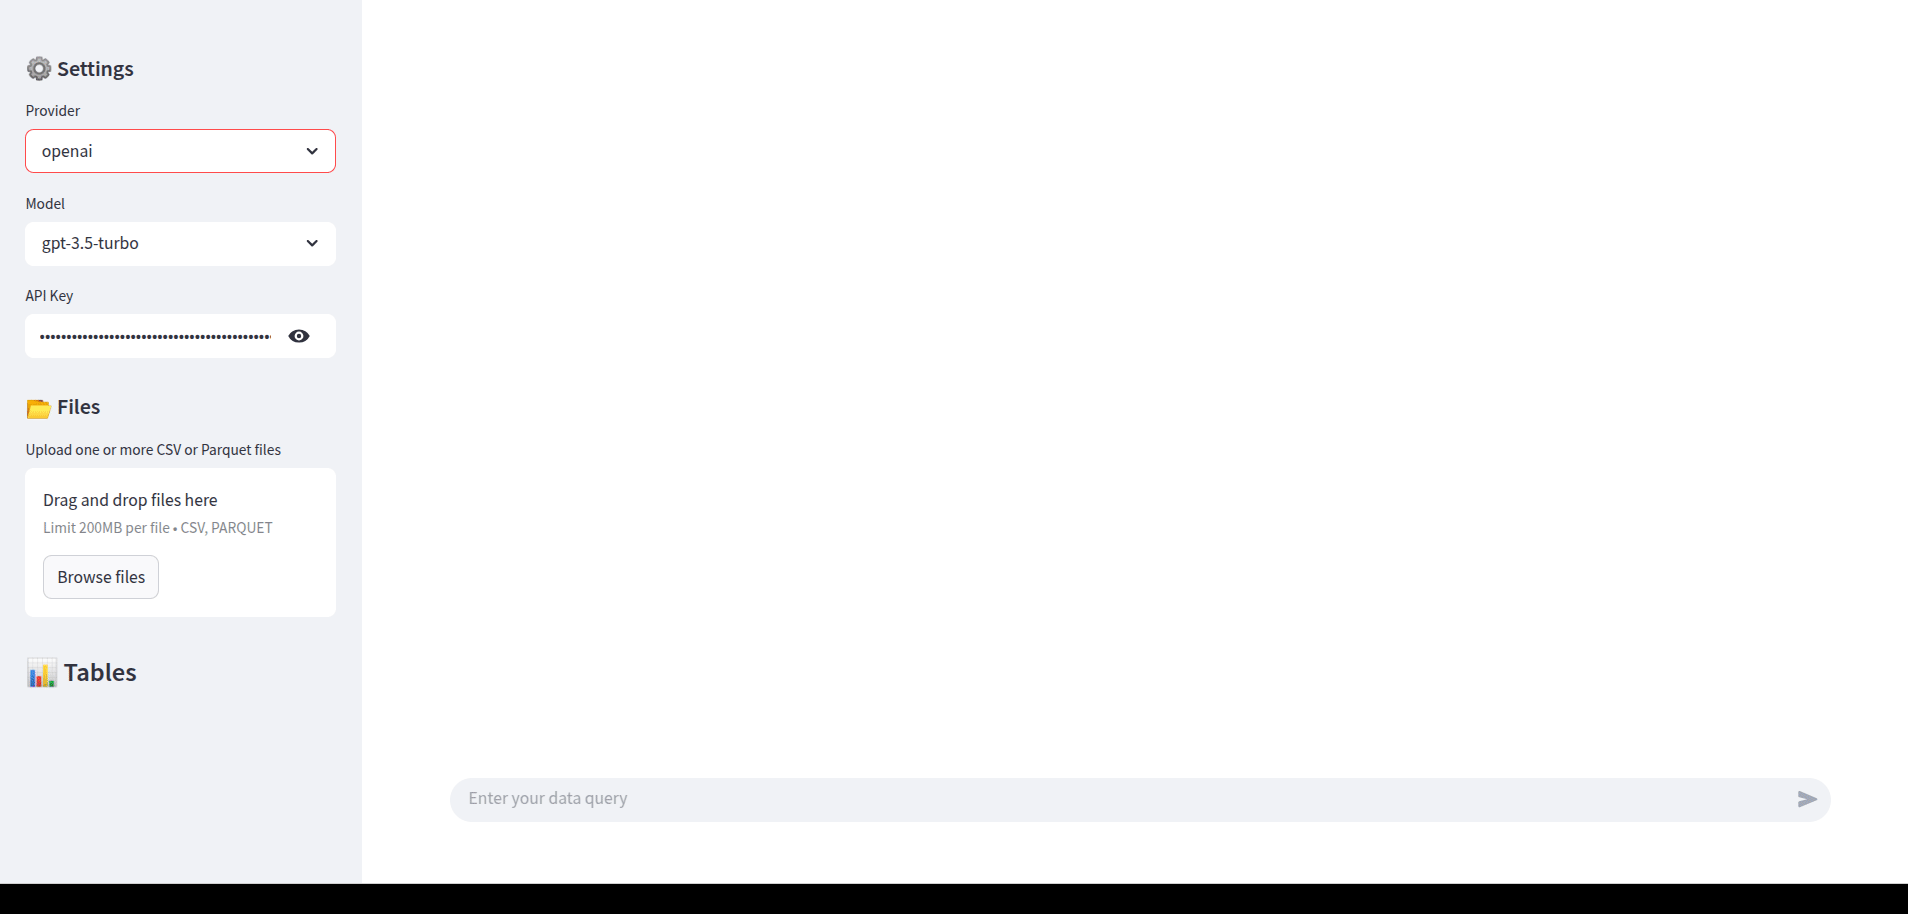 Settings
Provider
openai
Model
gpt-3.5-turbo
API Key
Files
Upload one or more CSV or Parquet files
Drag and drop files here
Limit 200MB per file • CSV, PARQUET
Browse files
Tables
Enter your data query